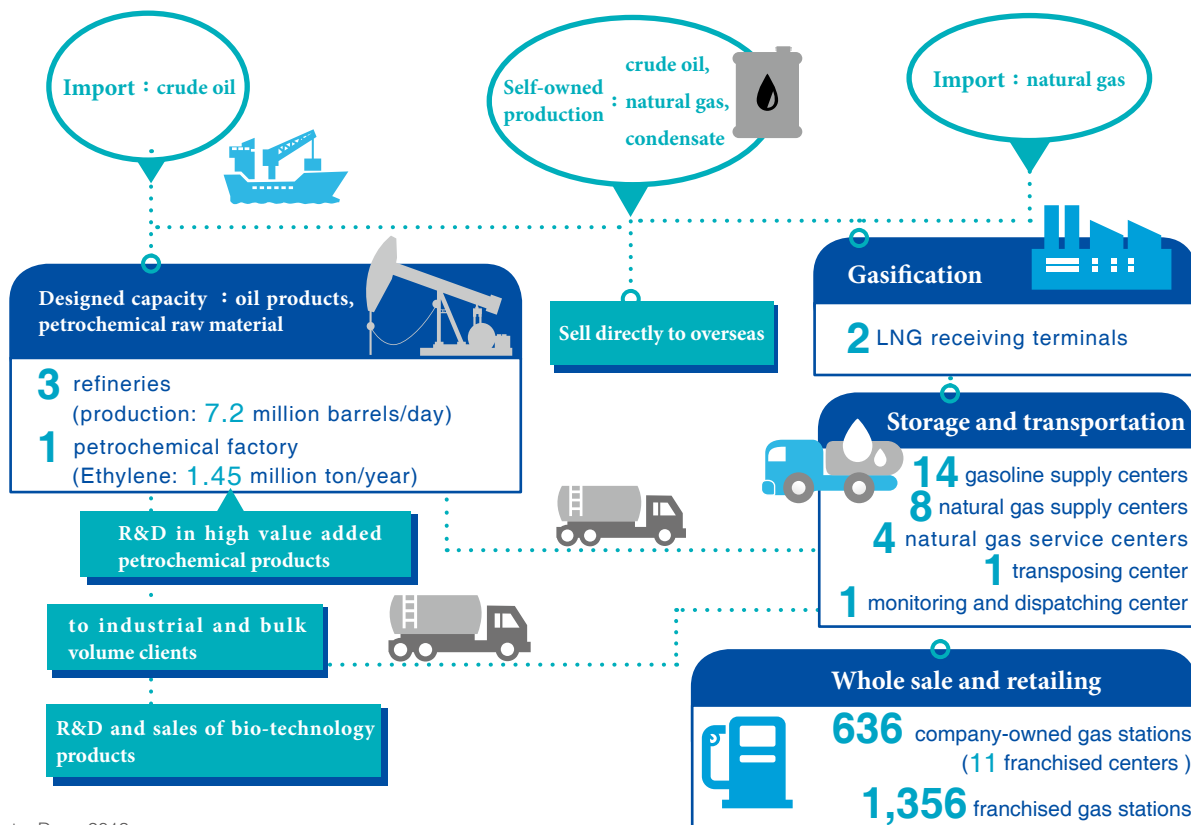 Import：crude oil
Self-owned production：crude oil, natural gas, condensate
Import：natural gas
Designed capacity ：oil products,
petrochemical raw material
3 refineries
(production: 7.2 million barrels/day)
1 petrochemical factory
(Ethylene: 1.45 million ton/year)
Sell directly to overseas
Gasification
2 LNG receiving terminals
Storage and transportation
14 gasoline supply centers
8 natural gas supply centers
4 natural gas service centers
1 transposing center
1 monitoring and dispatching center
R&D in high value added
petrochemical products
to industrial and bulk
volume clients
R&D and sales of bio-technology
products
Whole sale and retailing
636 company-owned gas stations
(11 franchised centers )
1,356 franchised gas stations